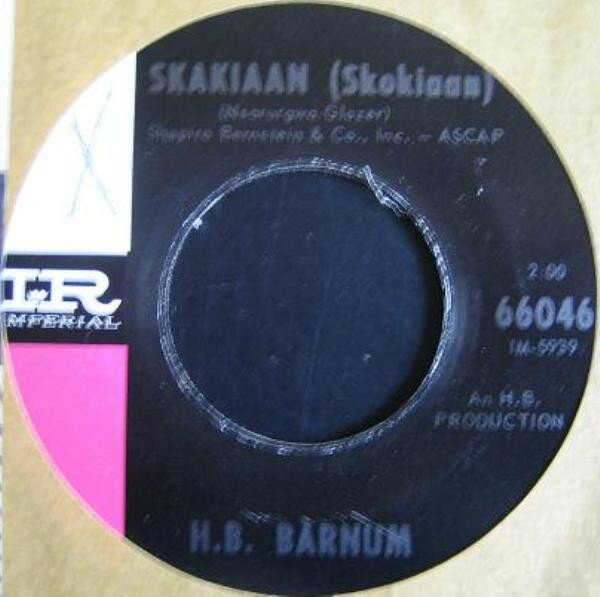 SKAKIAAN (Skokiaan)
(Msarurgwa-Glazer)
Shapiro Bernstein & Co., Inc. - ASCAP
2:00
IR
IMPERIAL
66046
IM-5939
An H.B.
PRODUCTION
H.B. BARNUM